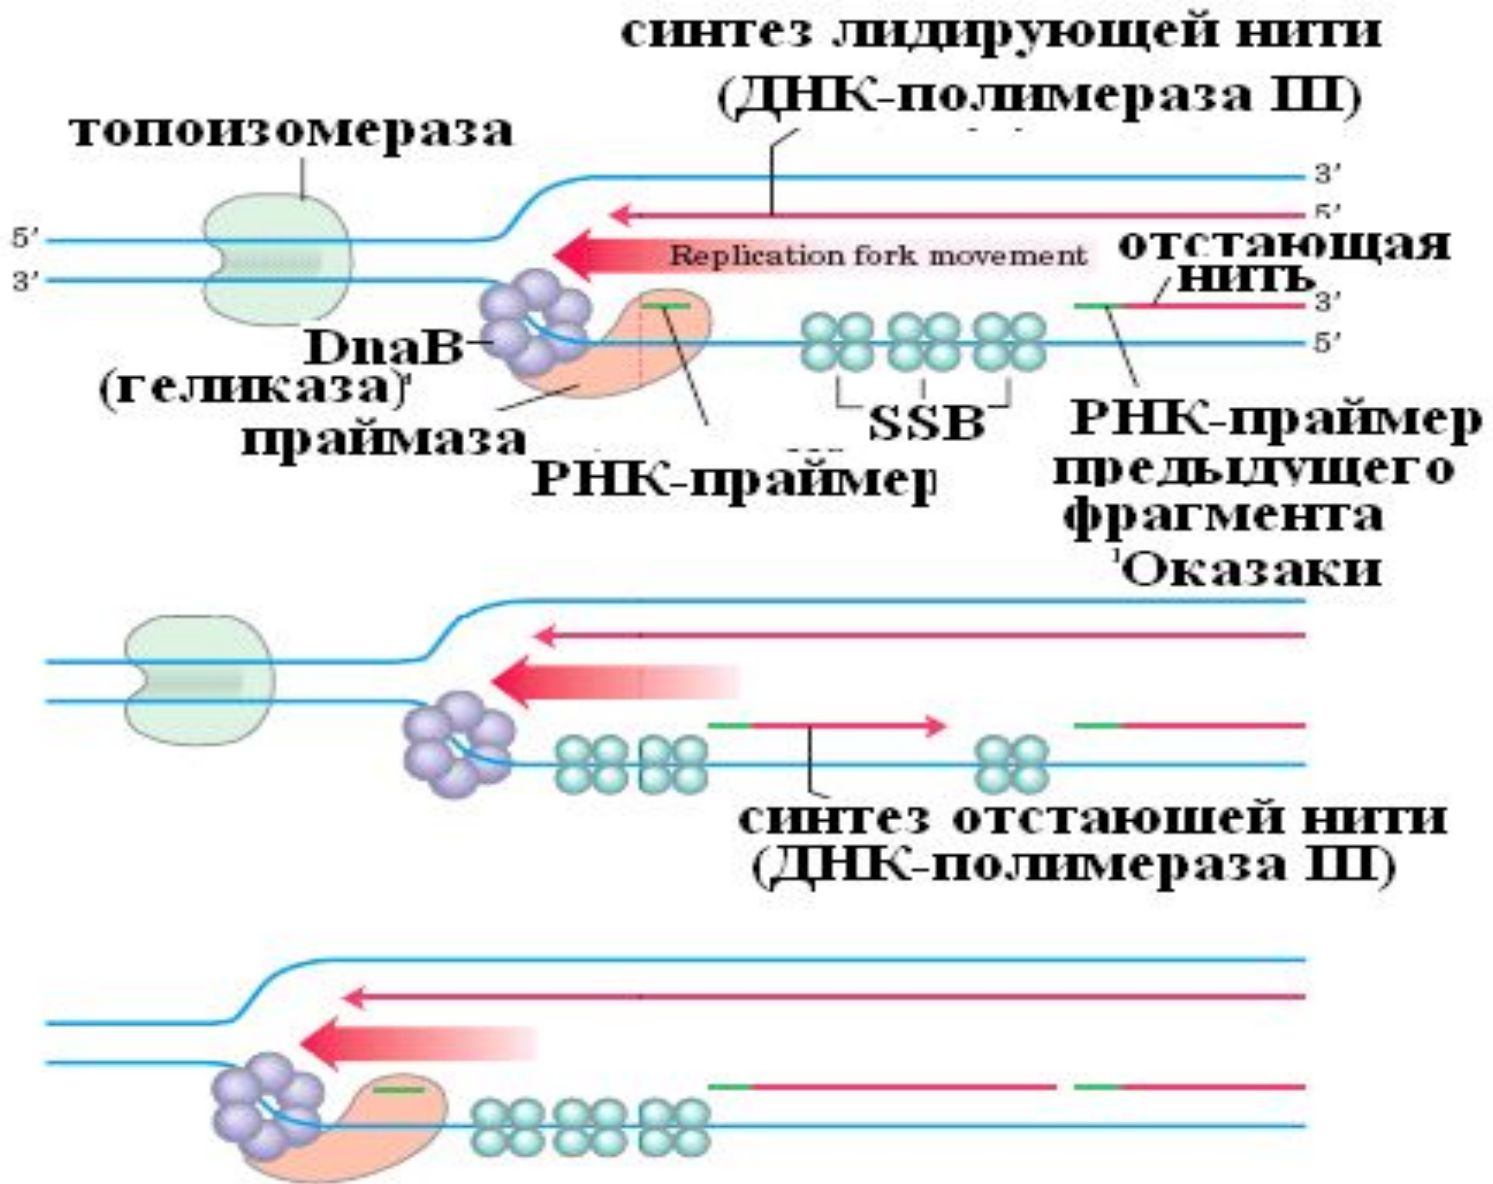 синтез лидирующей нити
(ДНК-полимераза III)
топоизомераза
3'
5'
5'
Replication fork movement
отстающая
нить
3'
3'
5'
DnaB
(геликаза)
праймаза
SSB
РНК-праймер
РНК-праймер
предыдущего
фрагмента
Оказаки
синтез отстаюшей нити
(ДНК-полимераза III)